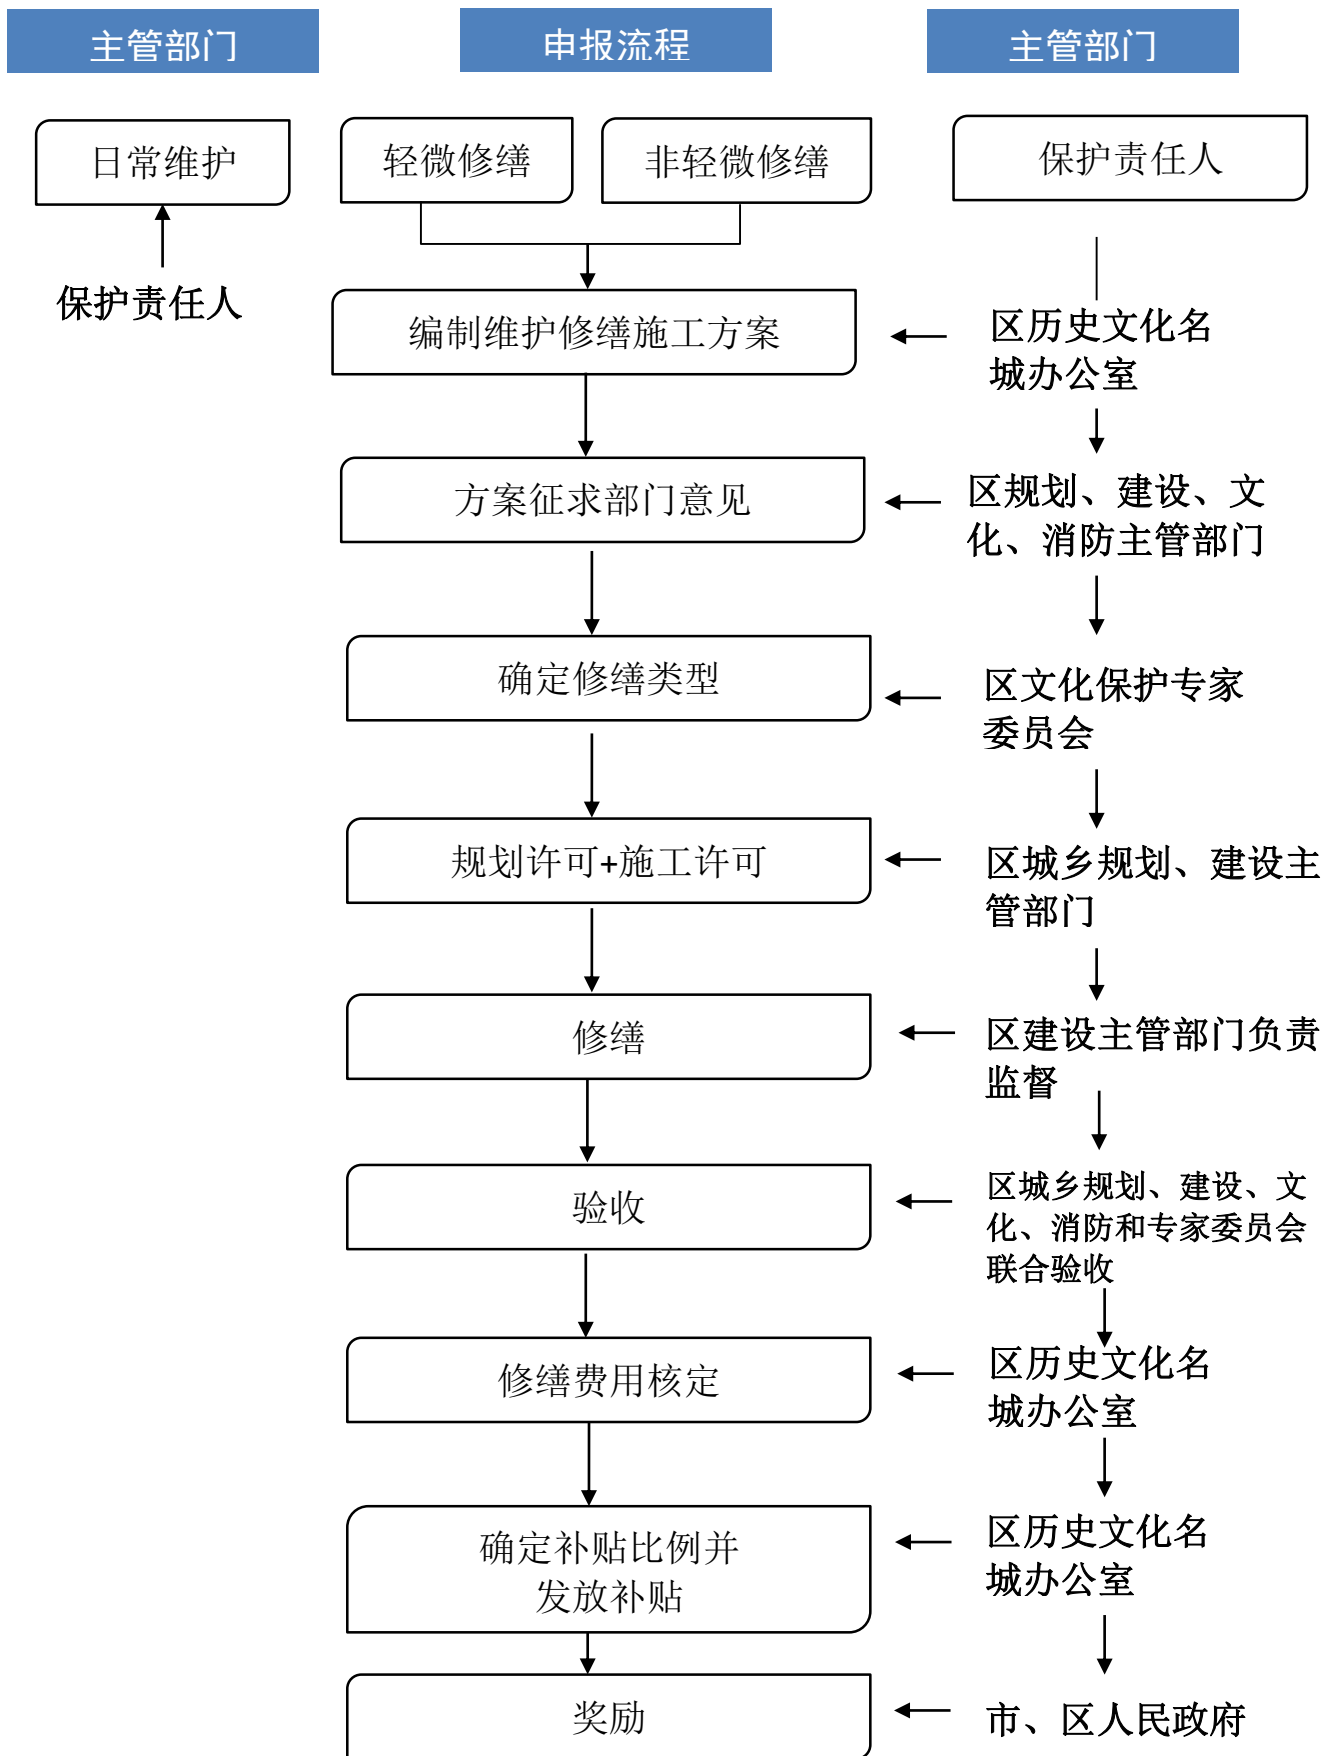 主管部门
申报流程
主管部门
日常维护
轻微修缮
非轻微修缮
保护责任人
保护责任人
编制维护修缮施工方案
区历史文化名
城办公室
方案征求部门意见
区规划、建设、文
化、消防主管部门
确定修缮类型
区文化保护专家
委员会
规划许可+施工许可
区城乡规划、建设主
管部门
修缮
区建设主管部门负责
监督
验收
区城乡规划、建设、文
化、消防和专家委员会
联合验收
修缮费用核定
区历史文化名
城办公室
确定补贴比例并
发放补贴
区历史文化名
城办公室
奖励
市、区人民政府